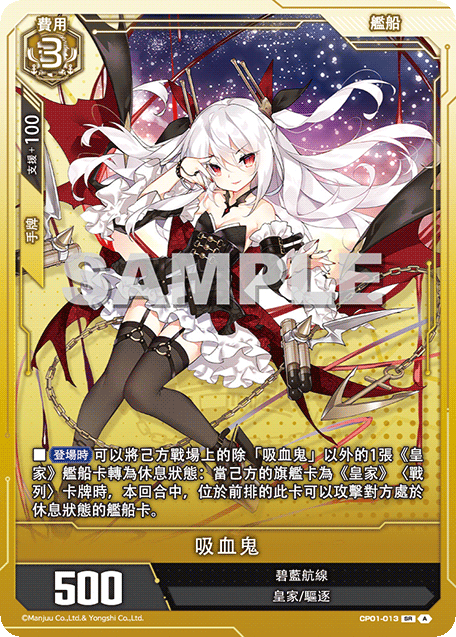 費用
3
艦船
支援+100
手牌
SAMPLE
■ 登場時 可以將己方戰場上的除「吸血鬼」以外的1張《皇
家》艦船卡轉為休息狀態：當己方的旗艦卡為《皇家》〈戰
列〉卡牌時，本回合中，位於前排的此卡可以攻擊對方處於
休息狀態的艦船卡。
吸血鬼
500
碧藍航線
皇家/驅逐
©Manjuu Co.,Ltd.& Yongshi Co.,Ltd.
CP01-013 SR A